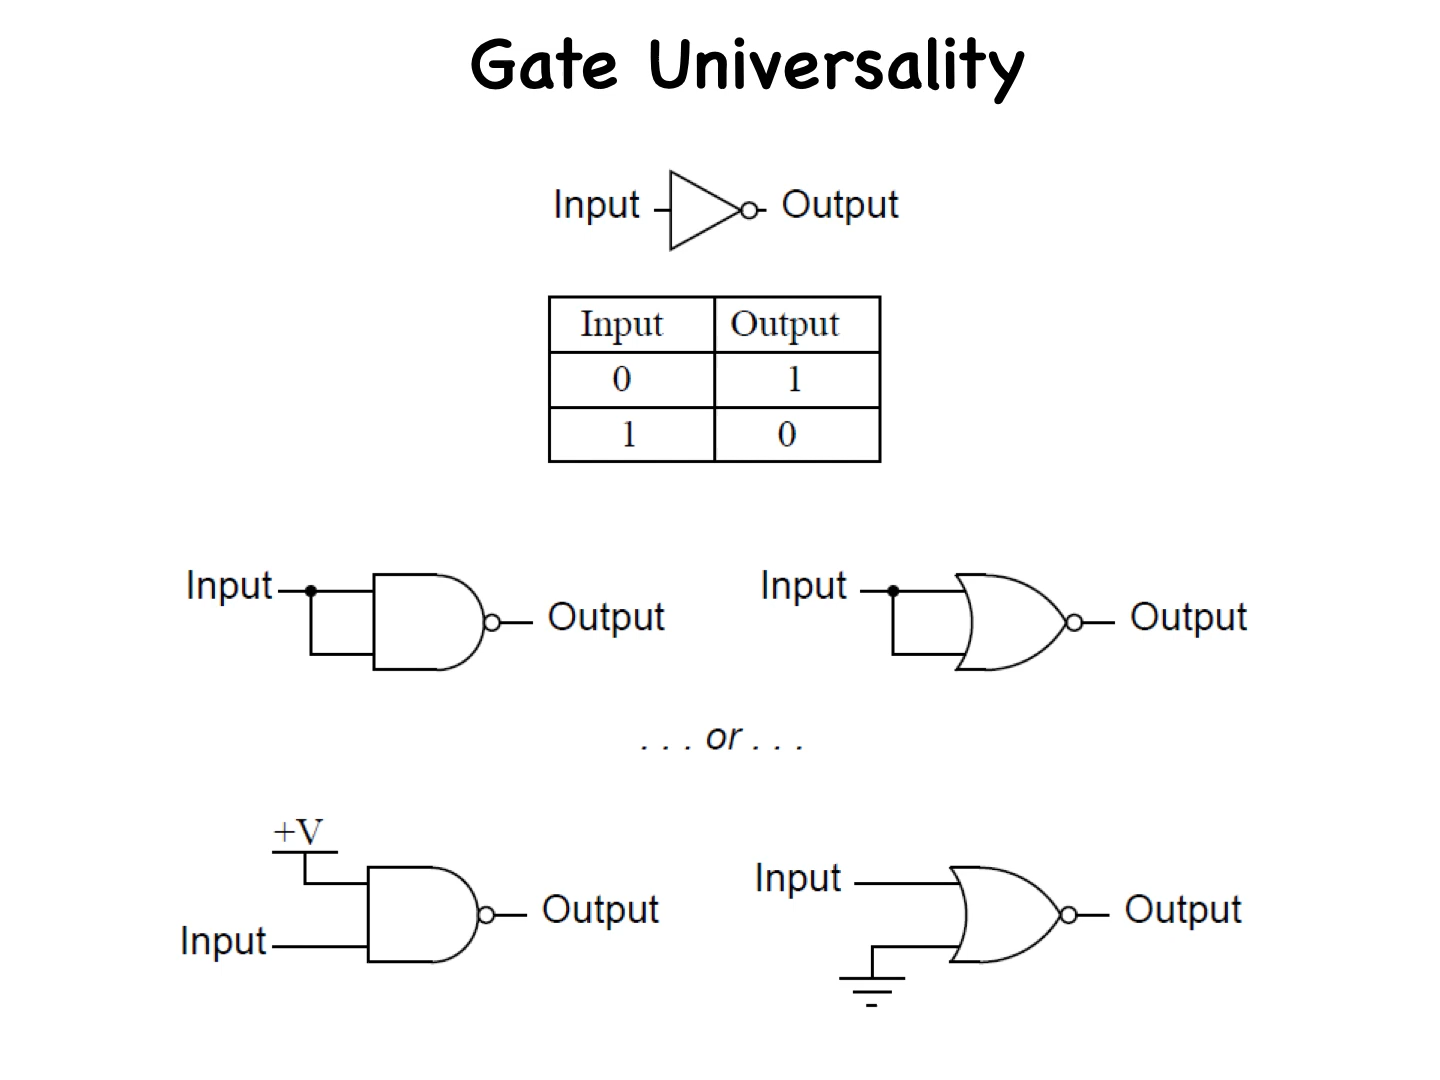 Gate Universality
Input Output
Input Output
0 1
1 0
Input Output Input Output
. . . or . . .
+V
Input Output Input Output